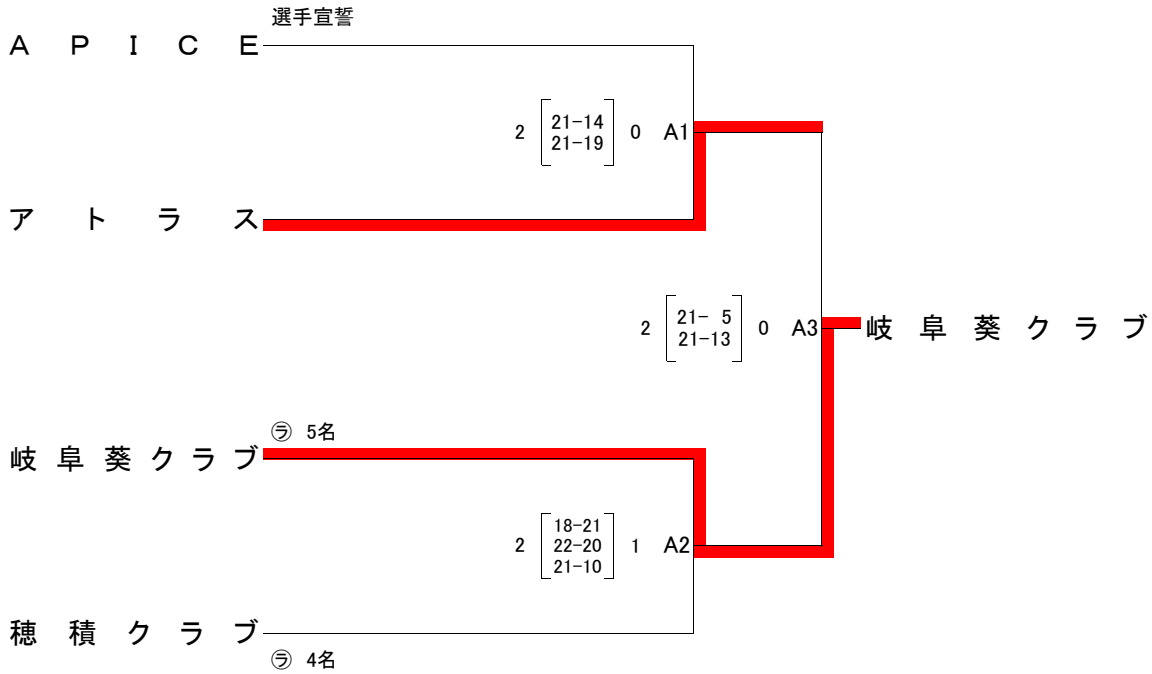 選手宣誓
ＡＰＩＣＥ
2 21-14 0 A1
21-19
アトラス
2 21- 5 0 A3 岐阜葵クラブ
21-13
㋶ 5名
岐阜葵クラブ
18-21
2 22-20 1 A2
21-10
穂積クラブ
㋶ 4名